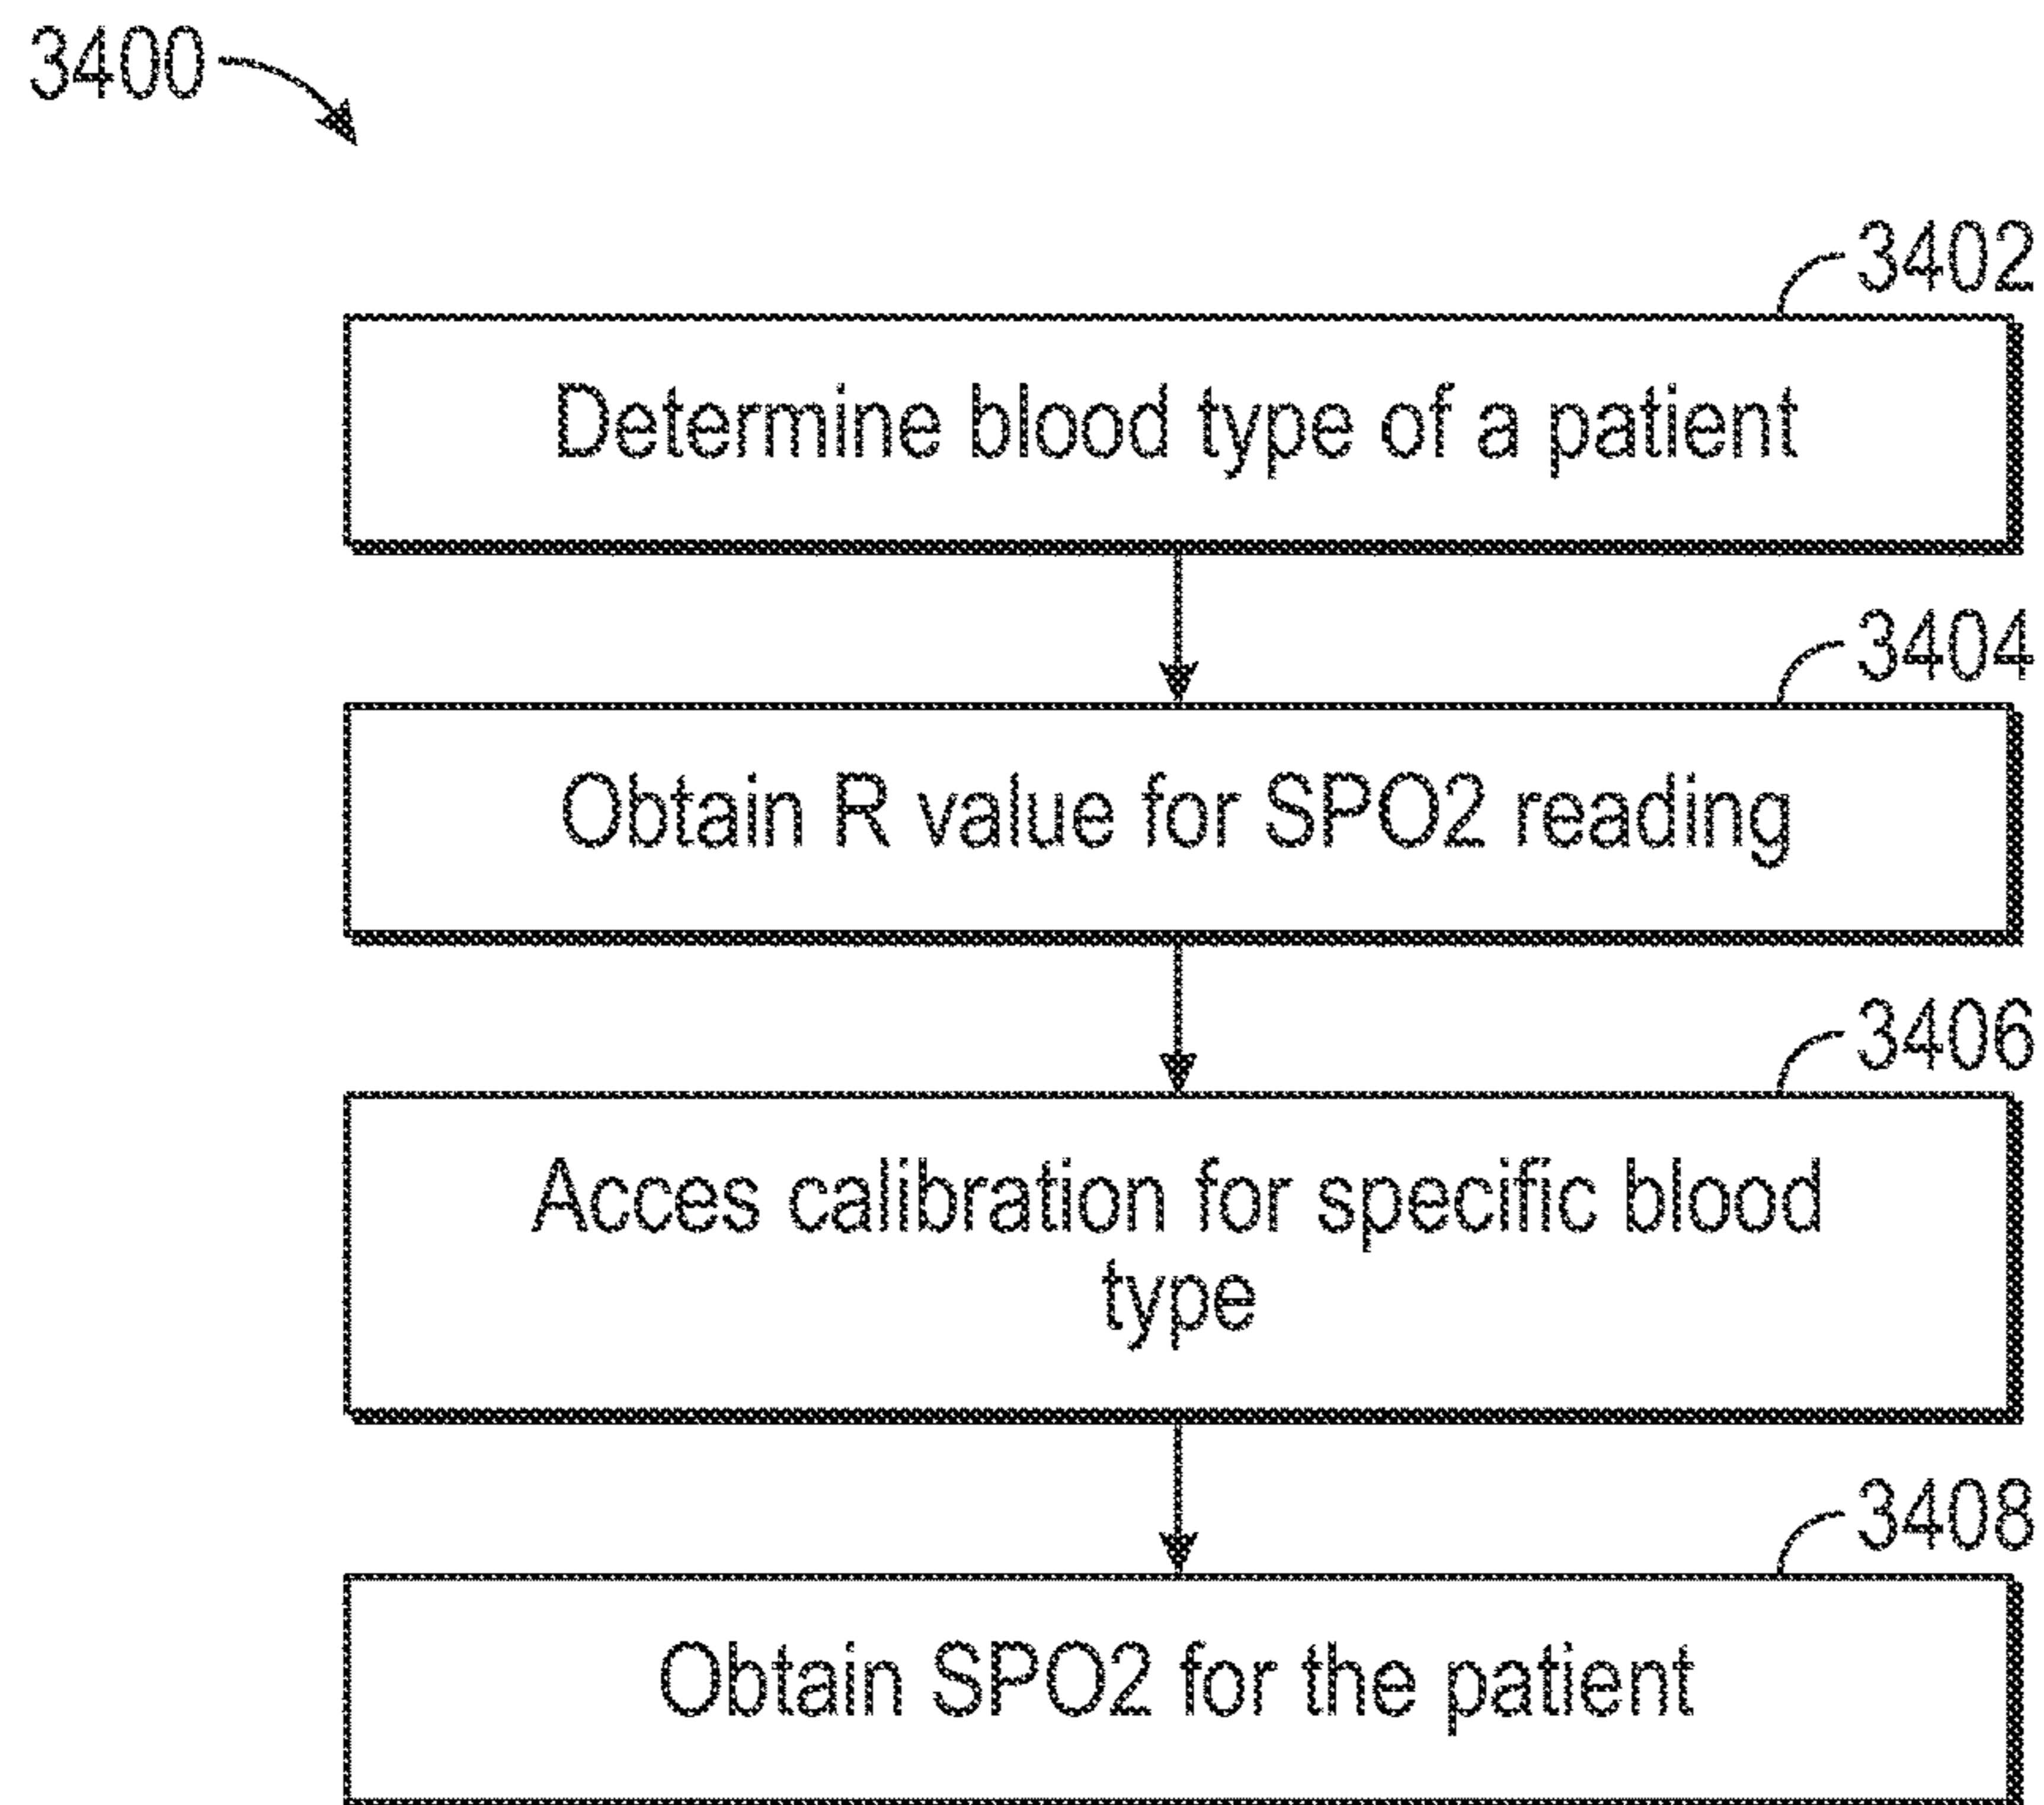 3400
3402
Determine blood type of a patient
3404
Obtain R value for SPO2 reading
3406
Acces calibration for specific blood
type
3408
Obtain SPO2 for the patient